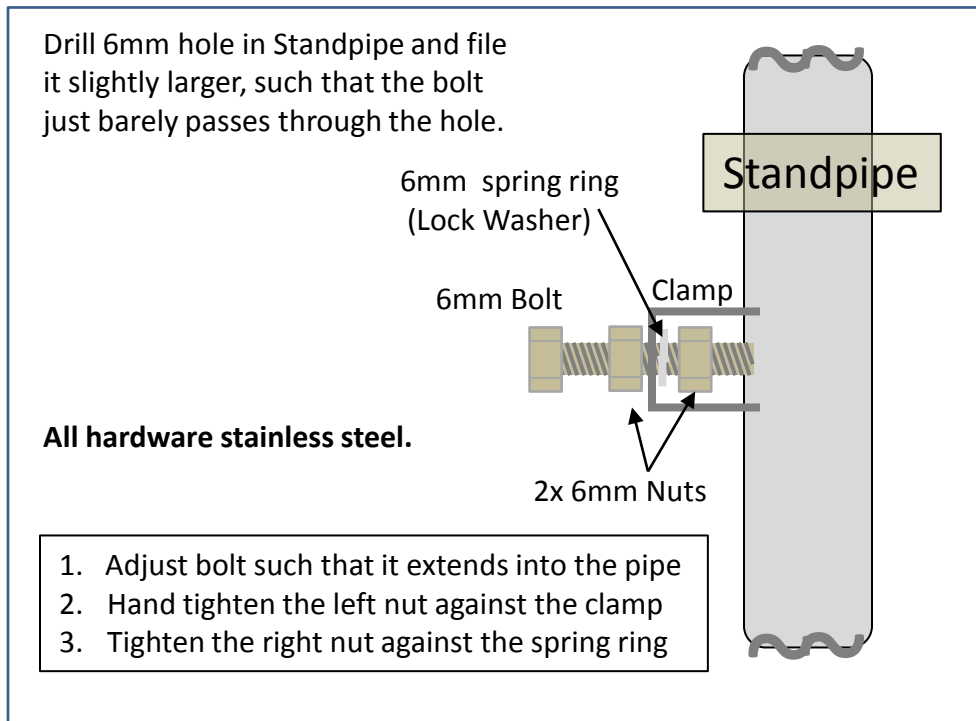 Drill 6mm hole in Standpipe and file
it slightly larger, such that the bolt
just barely passes through the hole.
Standpipe
6mm spring ring
(Lock Washer)
Clamp
6mm Bolt
All hardware stainless steel.
2x 6mm Nuts
1. Adjust bolt such that it extends into the pipe
2. Hand tighten the left nut against the clamp
3. Tighten the right nut against the spring ring